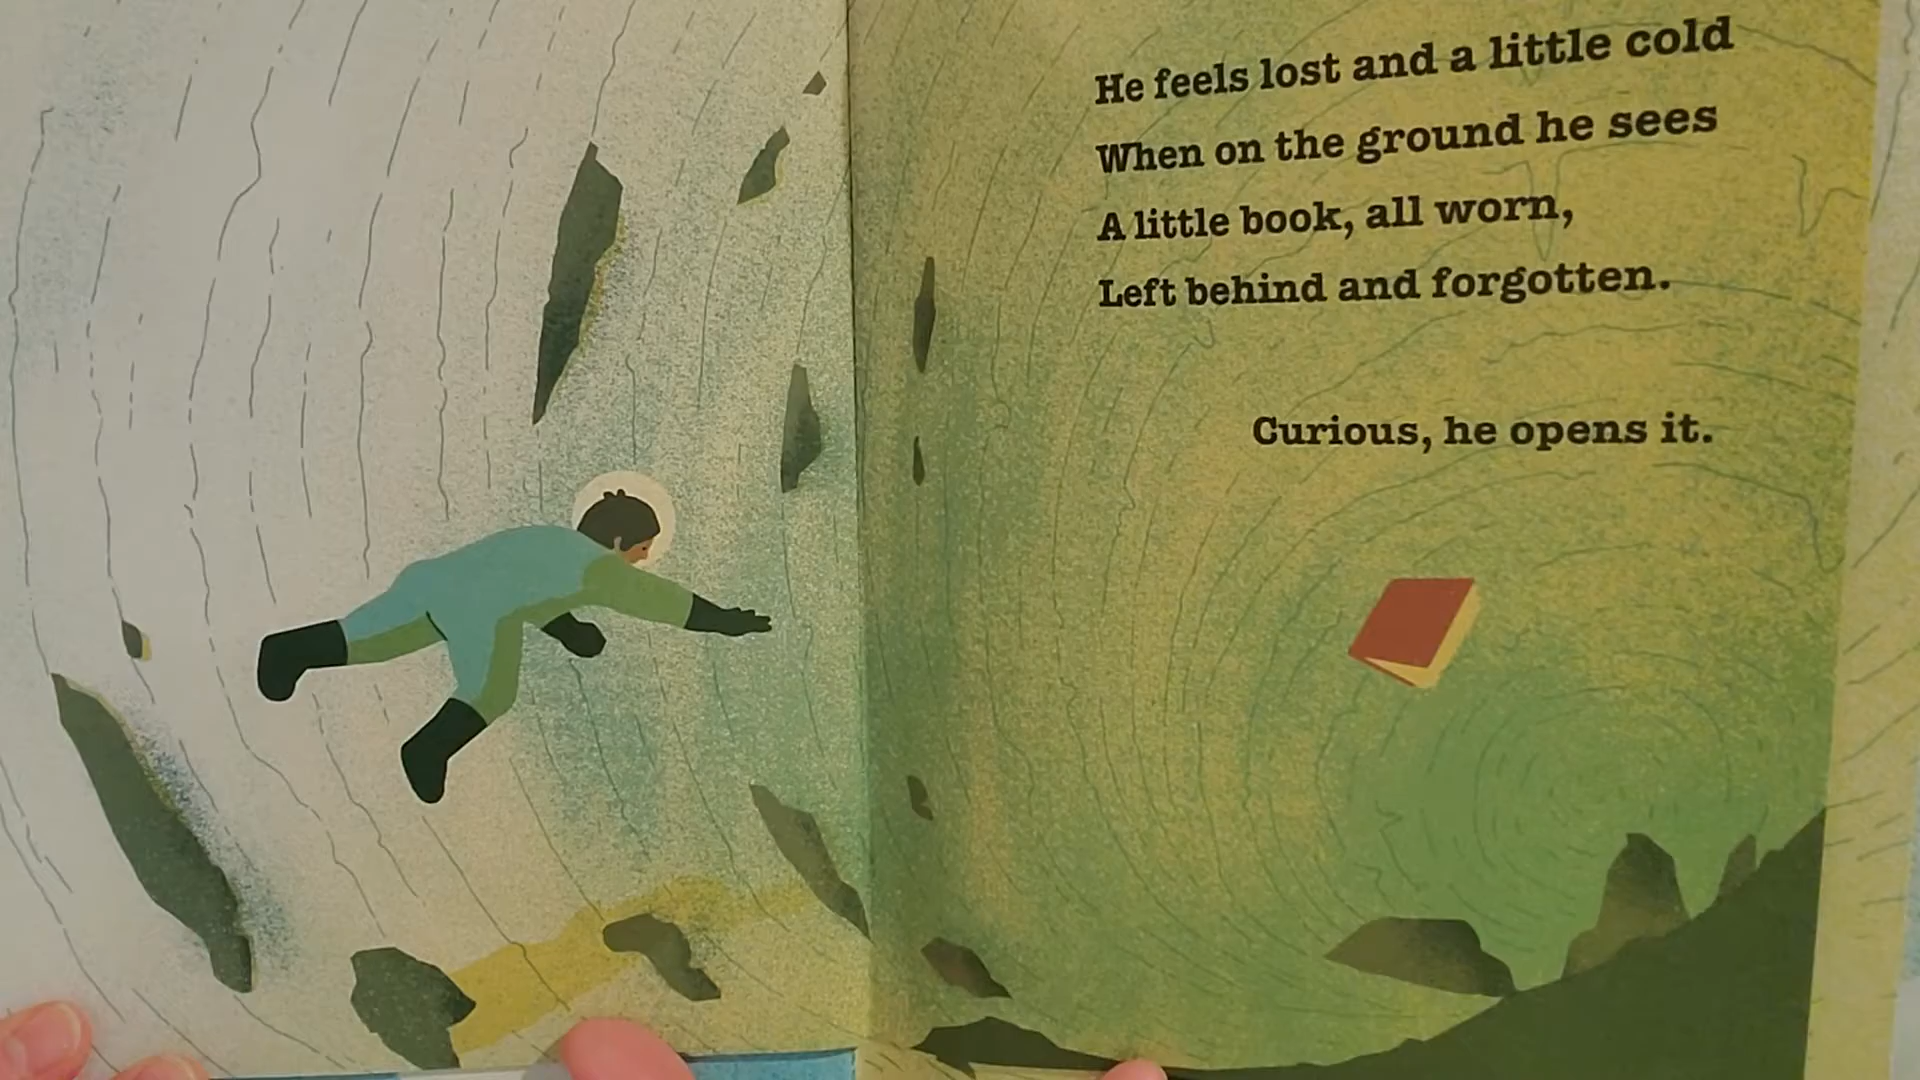 He feels lost and a little cold
When on the ground he sees
A little book, all worn,
Left behind and forgotten.
Curious, he opens it.